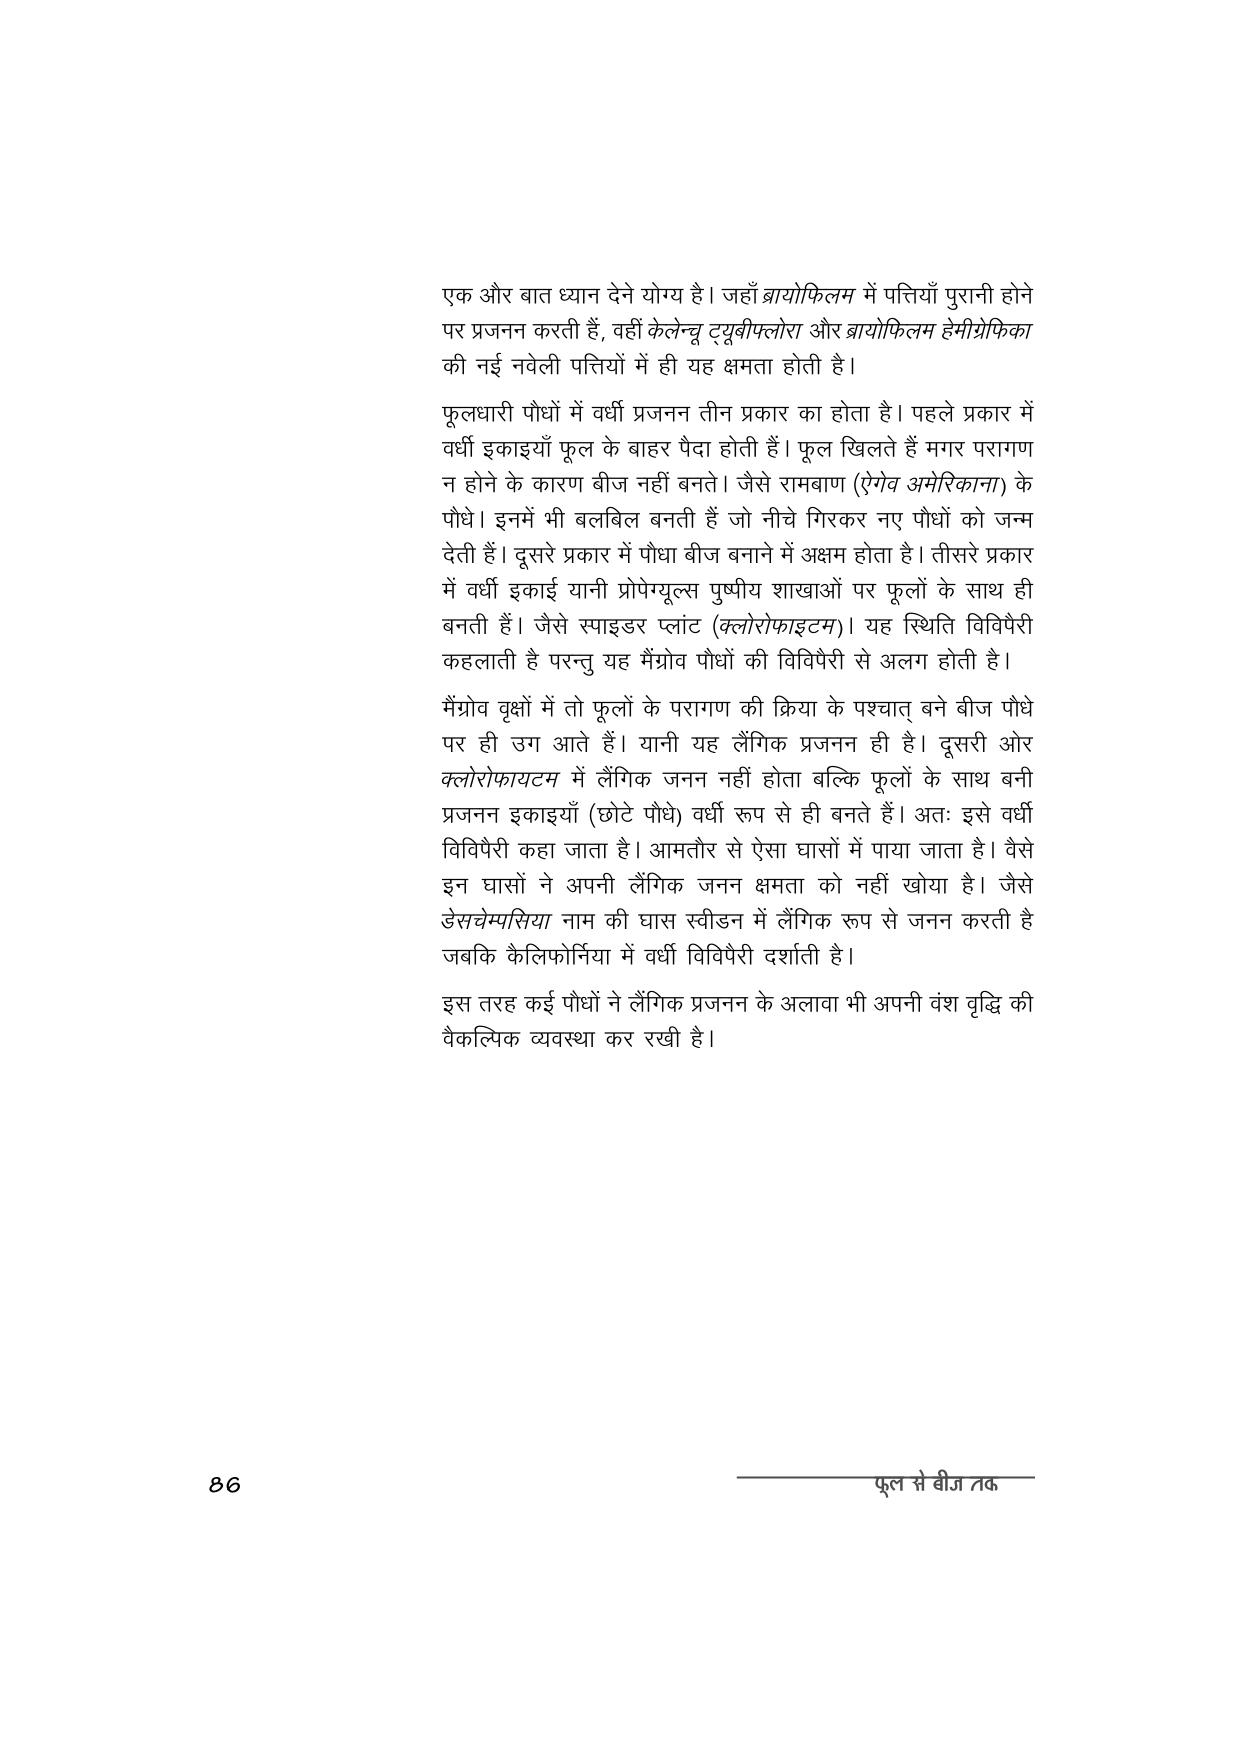 एक और बात ध्यान देने योग्य है। जहाँ ब्रायोफिलम में पत्तियाँ पुरानी होने
पर प्रजनन करती हैं, वहीं केलेन्चू ट्यूबीफ्लोरा और ब्रायोफिलम हेमीग्रेफिका
की नई नवेली पत्तियों में ही यह क्षमता होती है।
फूलधारी पौधों में वर्धी प्रजनन तीन प्रकार का होता है। पहले प्रकार में
वर्धी इकाइयाँ फूल के बाहर पैदा होती हैं। फूल खिलते हैं मगर परागण
न होने के कारण बीज नहीं बनते। जैसे रामबाण (ऐगेव अमेरिकाना) के
पौधे। इनमें भी बलबिल बनती हैं जो नीचे गिरकर नए पौधों को जन्म
देती हैं। दूसरे प्रकार में पौधा बीज बनाने में अक्षम होता है। तीसरे प्रकार
में वर्धी इकाई यानी प्रोपेग्यूल्स पुष्पीय शाखाओं पर फूलों के साथ ही
बनती हैं। जैसे स्पाइडर प्लांट (क्लोरोफाइटम)। यह स्थिति विविपैरी
कहलाती है परन्तु यह मैंग्रोव पौधों की विविपैरी से अलग होती है।
मैंग्रोव वृक्षों में तो फूलों के परागण की क्रिया के पश्चात् बने बीज पौधे
पर ही उग आते हैं। यानी यह लैंगिक प्रजनन ही है। दूसरी ओर
क्लोरोफायटम में लैंगिक जनन नहीं होता बल्कि फूलों के साथ बनी
प्रजनन इकाइयाँ (छोटे पौधे) वर्धी रूप से ही बनते हैं। अतः इसे वर्धी
विविपैरी कहा जाता है। आमतौर से ऐसा घासों में पाया जाता है। वैसे
इन घासों ने अपनी लैंगिक जनन क्षमता को नहीं खोया है। जैसे
डेसचेम्पसिया नाम की घास स्वीडन में लैंगिक रूप से जनन करती है
जबकि कैलिफोर्निया में वर्धी विविपैरी दर्शाती है।
इस तरह कई पौधों ने लैंगिक प्रजनन के अलावा भी अपनी वंश वृद्धि की
वैकल्पिक व्यवस्था कर रखी है।
86
फूल से बीज तक